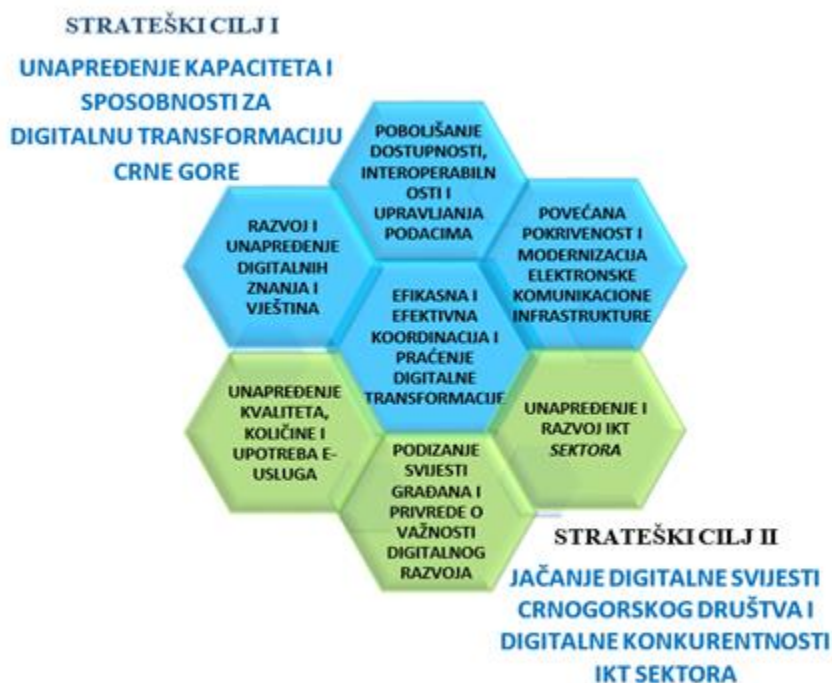 STRATEŠKI CILJ I
UNAPREĐENJE KAPACITETA I
SPOSOBNOSTI ZA
DIGITALNU TRANSFORMACIJU
CRNE GORE
POBOLJŠANJE
DOSTUPNOSTI,
INTEROPERABILN
OSTI I
UPRAVLJANJA
PODACIMA
RAZVOJ I
UNAPREĐENJE
DIGITALNIH
ZNANJA I
VJEŠTINA
POVEĆANA
POKRIVENOST I
MODERNIZACIJA
ELEKTRONSKE
KOMUNIKACIONE
INFRASTRUKTURE
EFIKASNA I
EFEKTIVNA
KOORDINACIJA I
PRAĆENJE
DIGITALNE
TRANSFORMACIJE
UNAPREĐENJE
KVALITETA,
KOLIČINE I
UPOTREBA E-
USLUGA
UNAPREĐENJE I
RAZVOJ IKT
SEKTORA
PODIZANJE
SVIJESTI
GRAĐANA I
PRIVREDE O
VAŽNOSTI
DIGITALNOG
RAZVOJA
STRATEŠKI CILJ II
JAČANJE DIGITALNE SVIJESTI
CRNOGORSKOG DRUŠTVA I
DIGITALNE KONKURENTNOSTI
IKT SEKTORA